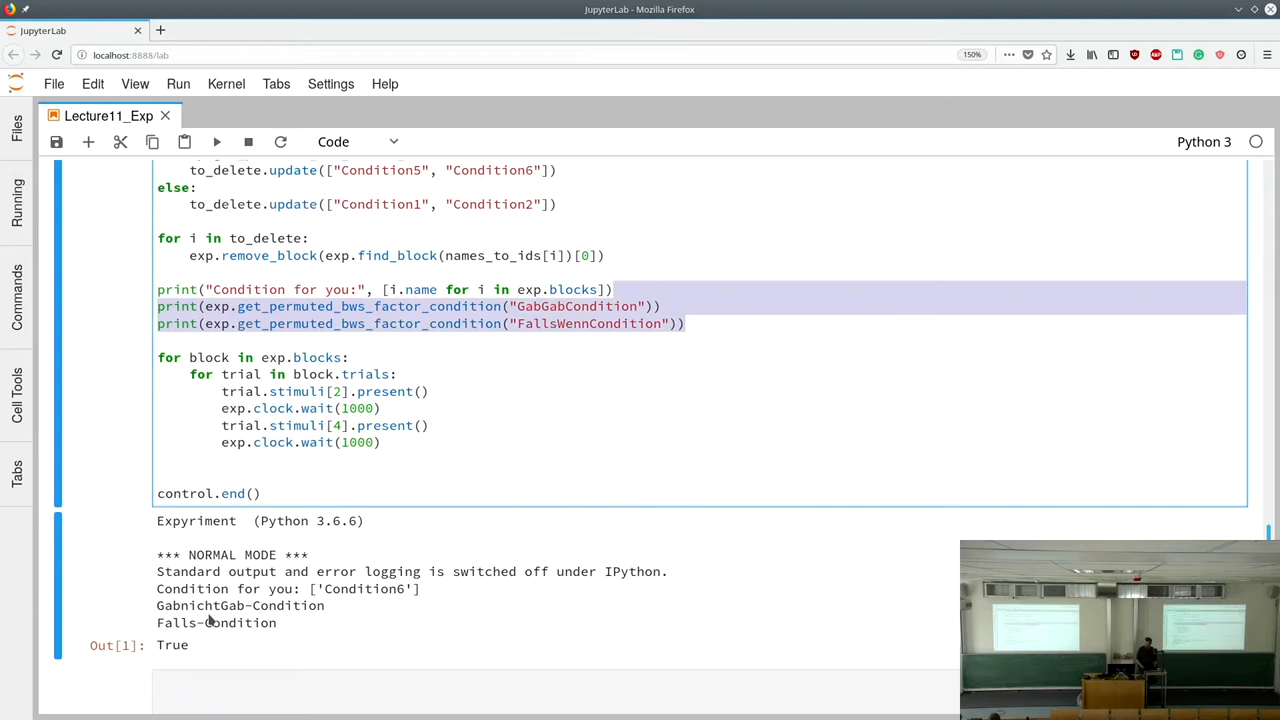 JupyterLab - Mozilla Firefox
JupyterLab
localhost:8888/lab
150%
File Edit View Run Kernel Tabs Settings Help
Lecture11_Exp
Code
Python 3
Files
Running
Commands
Cell Tools
Tabs
to_delete.update(["Condition5", "Condition6"])
else:
to_delete.update(["Condition1", "Condition2"])
for i in to_delete:
exp.remove_block(exp.find_block(names_to_ids[i])[0])
print("Condition for you:", [i.name for i in exp.blocks])
print(exp.get_permuted_bws_factor_condition("GabGabCondition"))
print(exp.get_permuted_bws_factor_condition("FallsWennCondition"))
for block in exp.blocks:
for trial in block.trials:
trial.stimuli[2].present()
exp.clock.wait(1000)
trial.stimuli[4].present()
exp.clock.wait(1000)
control.end()
Expyriment (Python 3.6.6)
*** NORMAL MODE ***
Standard output and error logging is switched off under IPython.
Condition for you: ['Condition6']
GabnichtGab-Condition
Falls-Condition
Out[1]: True